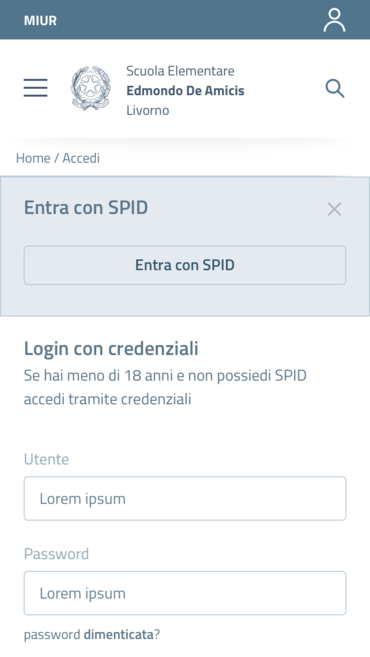 MIUR
Scuola Elementare
Edmondo De Amicis
Livorno
Home / Accedi
Entra con SPID
Entra con SPID
Login con credenziali
Se hai meno di 18 anni e non possiedi SPID
accedi tramite credenziali
Utente
Lorem ipsum
Password
Lorem ipsum
password dimenticata?